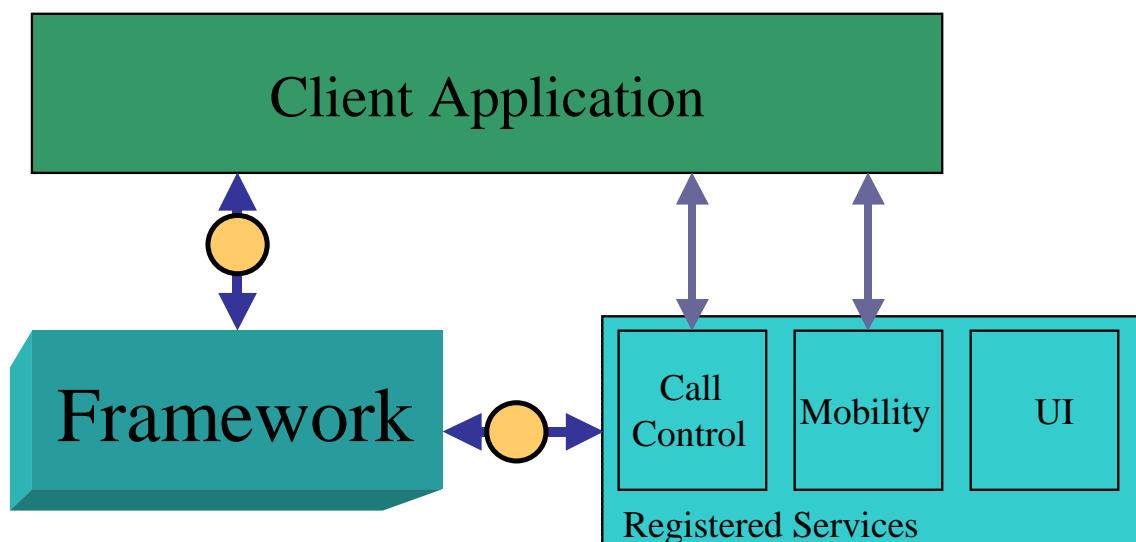 Client Application
Framework
Call
Control
Mobility
UI
Registered Services